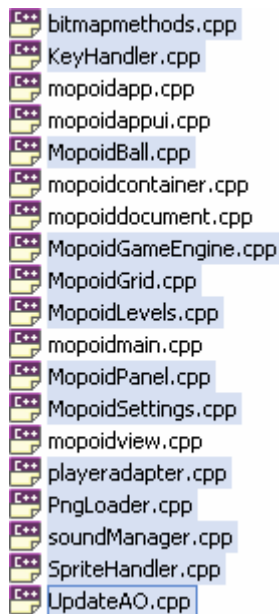 bitmapmethods.cpp
KeyHandler.cpp
mopoidapp.cpp
mopoidappui.cpp
MopoidBall.cpp
mopoidcontainer.cpp
mopoiddocument.cpp
MopoidGameEngine.cpp
MopoidGrid.cpp
MopoidLevels.cpp
mopoidmain.cpp
MopoidPanel.cpp
MopoidSettings.cpp
mopoidview.cpp
playeradapter.cpp
PngLoader.cpp
soundManager.cpp
SpriteHandler.cpp
UpdateAO.cpp